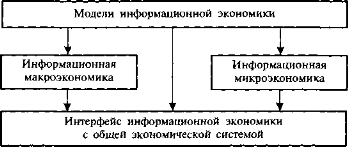 Модели информационной экономики
Информационная
макроэкономика
Информационная
микроэкономика
Интерфейс информационной экономики
с общей экономической системой